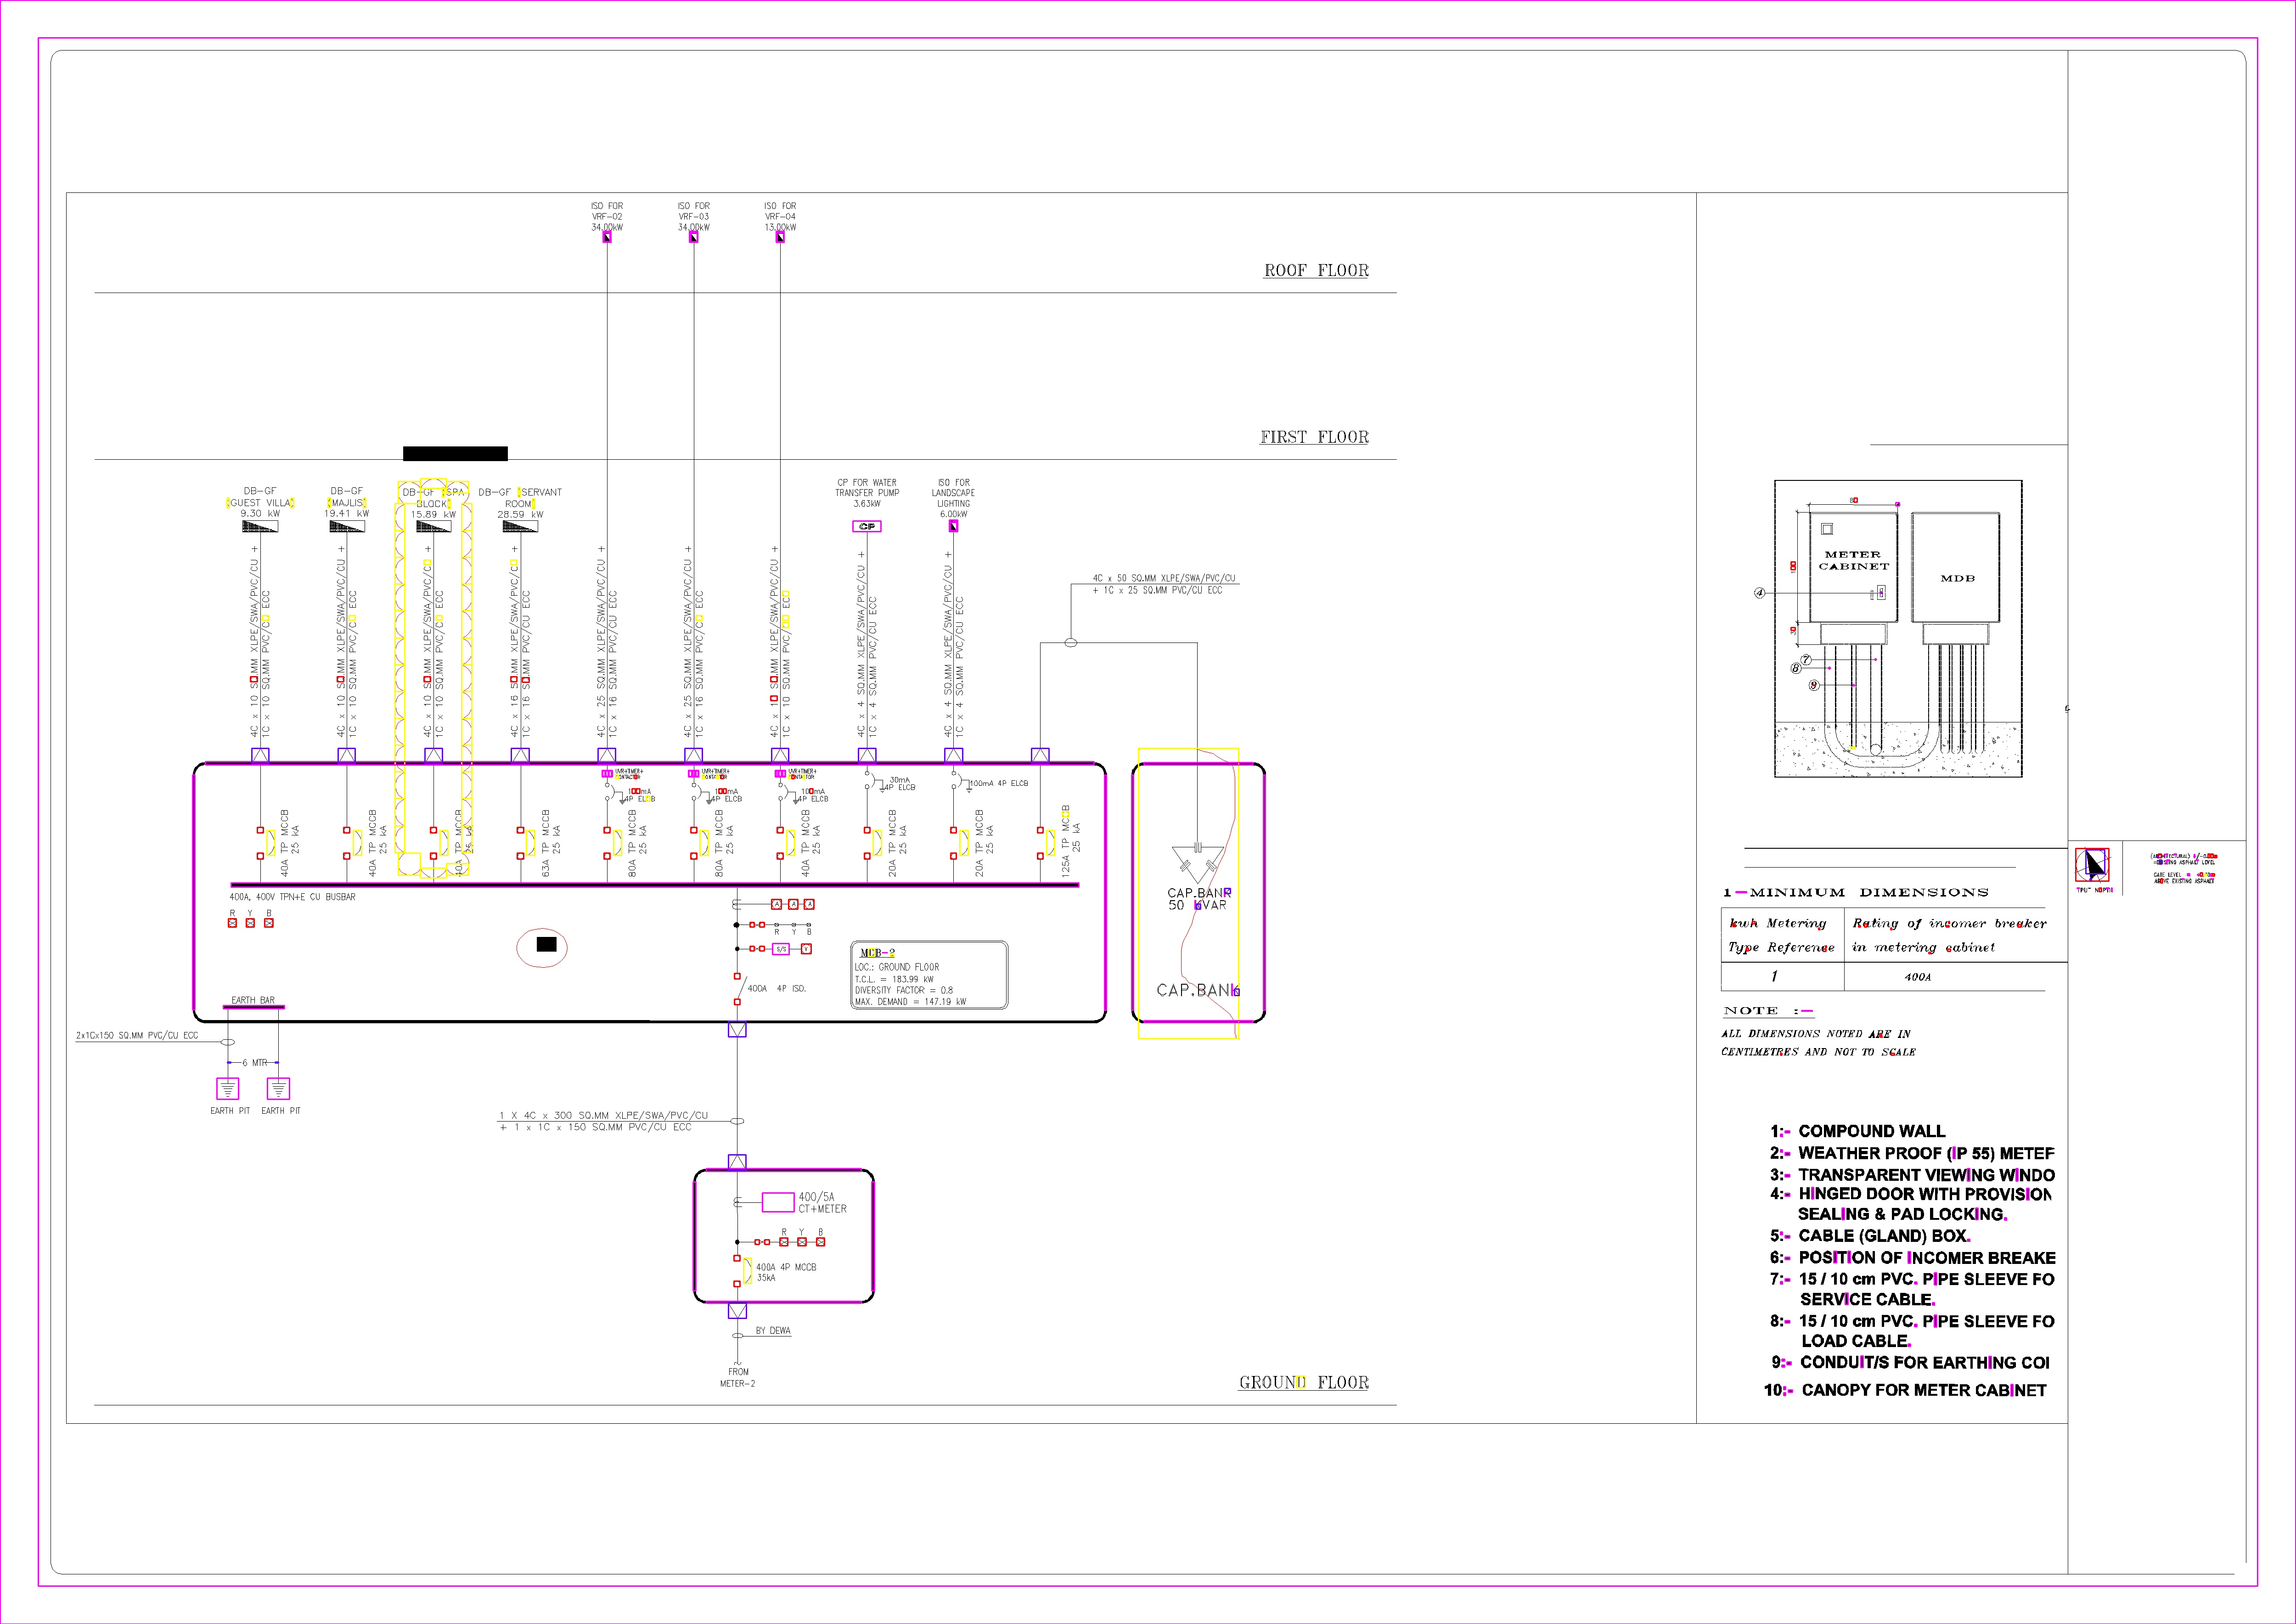 ISO FOR
VRF-02
34.00kW
ISO FOR
VRF-03
34.00kW
ISO FOR
VRF-04
13.00kW
ROOF FLOOR
FIRST FLOOR
DB-GF
(GUEST VILLA)
9.30 kW
DB-GF
(MAJLIS)
19.41 kW
DB-GF (SPA
BLOCK)
15.89 kW
DB-GF (SERVANT
ROOM)
28.59 kW
CP FOR WATER
TRANSFER PUMP
3.63kW
CP
ISO FOR
LANDSCAPE
LIGHTING
6.00kW
4C x 10 SQ.MM XLPE/SWA/PVC/CU +
1C x 10 SQ.MM PVC/CU ECC
4C x 10 SQ.MM XLPE/SWA/PVC/CU +
1C x 10 SQ.MM PVC/CU ECC
4C x 10 SQ.MM XLPE/SWA/PVC/CU +
1C x 10 SQ.MM PVC/CU ECC
4C x 16 SQ.MM XLPE/SWA/PVC/CU +
1C x 16 SQ.MM PVC/CU ECC
4C x 25 SQ.MM XLPE/SWA/PVC/CU +
1C x 16 SQ.MM PVC/CU ECC
4C x 25 SQ.MM XLPE/SWA/PVC/CU +
1C x 16 SQ.MM PVC/CU ECC
4C x 10 SQ.MM XLPE/SWA/PVC/CU +
1C x 10 SQ.MM PVC/CU ECC
4C x 4 SQ.MM XLPE/SWA/PVC/CU +
1C x 4 SQ.MM PVC/CU ECC
4C x 4 SQ.MM XLPE/SWA/PVC/CU +
1C x 4 SQ.MM PVC/CU ECC
4C x 50 SQ.MM XLPE/SWA/PVC/CU
+ 1C x 25 SQ.MM PVC/CU ECC
UVR+TIMER+
CONTACTOR
100mA
4P ELCB
UVR+TIMER+
CONTACTOR
100mA
4P ELCB
UVR+TIMER+
CONTACTOR
100mA
4P ELCB
30mA
4P ELCB
100mA 4P ELCB
40A TP MCCB
25 kA
40A TP MCCB
25 kA
40A TP MCCB
25 kA
63A TP MCCB
25 kA
80A TP MCCB
25 kA
80A TP MCCB
25 kA
40A TP MCCB
25 kA
20A TP MCCB
25 kA
20A TP MCCB
25 kA
125A TP MCCB
25 kA
400A, 400V TPN+E CU BUSBAR
R Y B
A A A
R Y B
S/S V
400A 4P ISO.
MDB-2
LOC.: GROUND FLOOR
T.C.L. = 183.99 kW
DIVERSITY FACTOR = 0.8
MAX. DEMAND = 147.19 kW
CAP.BANK
50 KVAR
CAP.BANK
EARTH BAR
2x1Cx150 SQ.MM PVC/CU ECC
6 MTR
EARTH PIT EARTH PIT
1 X 4C x 300 SQ.MM XLPE/SWA/PVC/CU
+ 1 x 1C x 150 SQ.MM PVC/CU ECC
400/5A
CT+METER
R Y B
400A 4P MCCB
35kA
BY DEWA
FROM
METER-2
GROUND FLOOR
METER
CABINET
MDB
4
7
8
9
1-MINIMUM DIMENSIONS
kwh Metering
Type Reference
Rating of incomer breaker
in metering cabinet
1 400A
NOTE :-
ALL DIMENSIONS NOTED ARE IN
CENTIMETRES AND NOT TO SCALE
1:- COMPOUND WALL
2:- WEATHER PROOF (IP 55) METER
3:- TRANSPARENT VIEWING WINDO
4:- HINGED DOOR WITH PROVISION
SEALING & PAD LOCKING.
5:- CABLE (GLAND) BOX.
6:- POSITION OF INCOMER BREAKE
7:- 15 / 10 cm PVC. PIPE SLEEVE FO
SERVICE CABLE.
8:- 15 / 10 cm PVC. PIPE SLEEVE FO
LOAD CABLE.
9:- CONDUIT/S FOR EARTHING CO
10:- CANOPY FOR METER CABINET
(ARCHITECTURAL)
EXISTING ASPHALT LEVEL
GATE LEVEL
ABOVE EXISTING ASPHALT